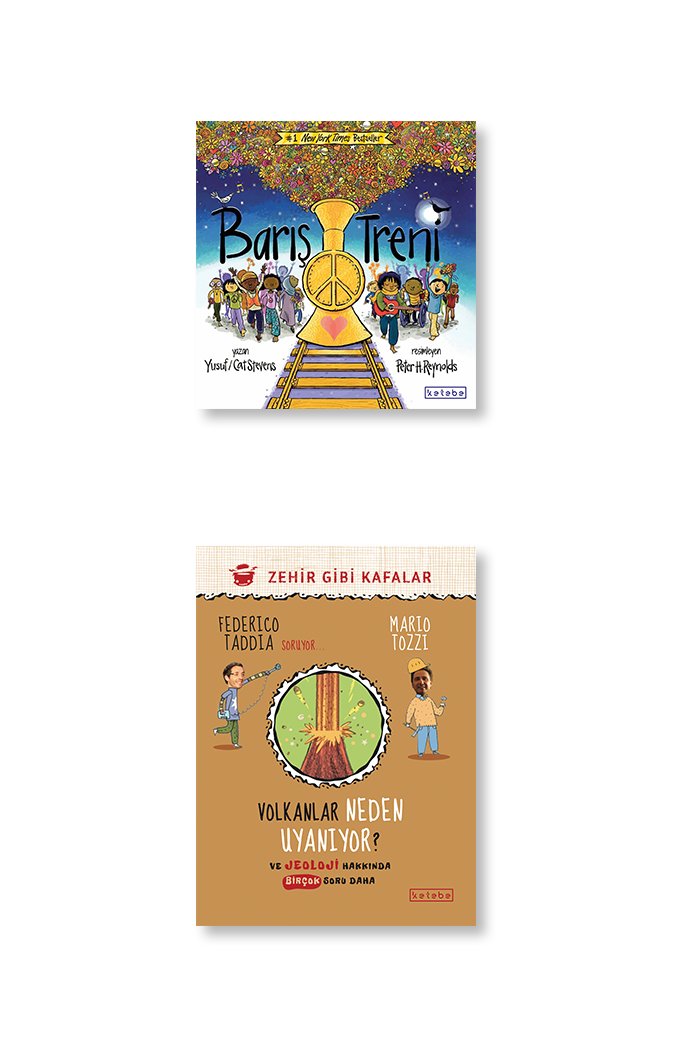 #1 New York Times Bestseller
Barış Treni
yazan
Yusuf/Cat Stevens
resimleyen
Peter H. Reynolds
ketebe
ZEHİR GİBİ KAFALAR
FEDERICO
TADDIA SORUYOR...
MARIO
TOZZI
VOLKANLAR NEDEN
UYANIYOR?
VE JEOLOJİ HAKKINDA
BİRÇOK SORU DAHA
ketebe